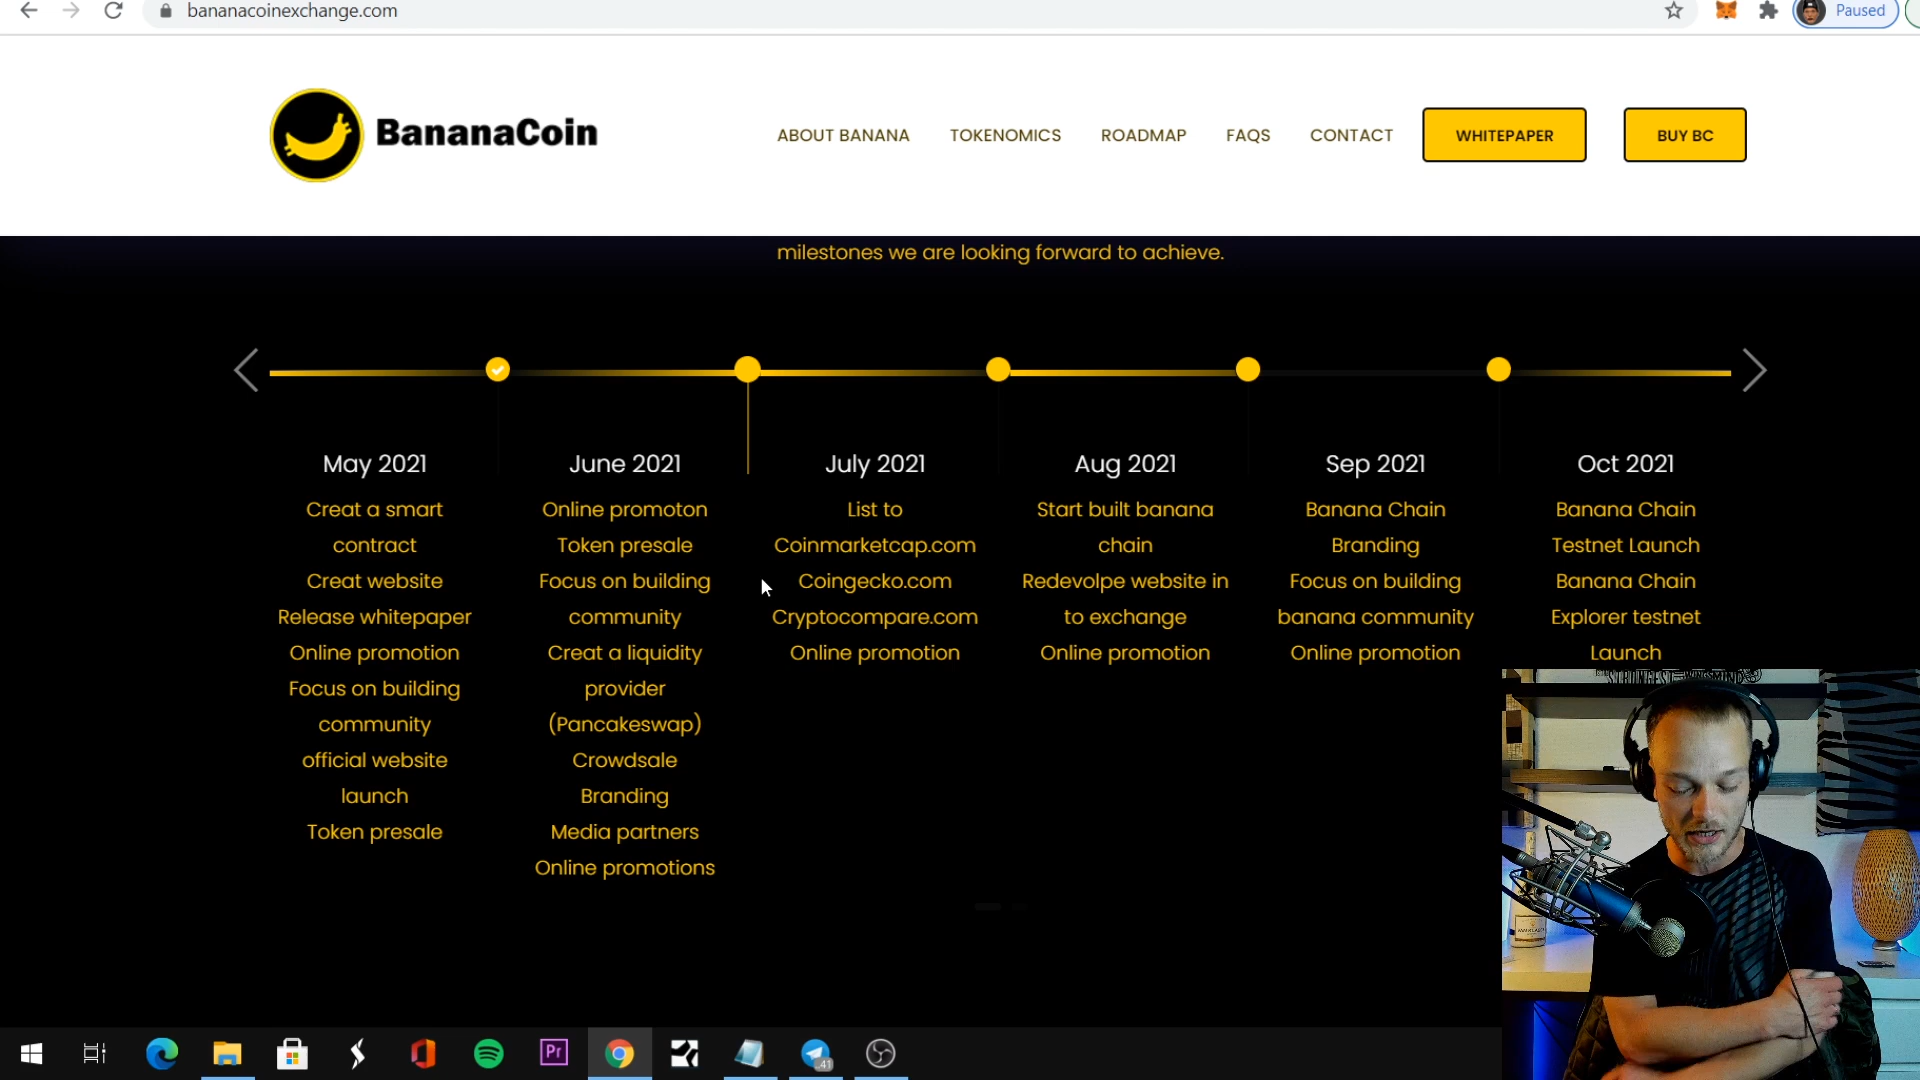 bananacoinexchange.com
Paused
BananaCoin
ABOUT BANANA
TOKENOMICS
ROADMAP
FAQS
CONTACT
WHITEPAPER
BUY BC
milestones we are looking forward to achieve.
May 2021
Creat a smart
contract
Creat website
Release whitepaper
Online promotion
Focus on building
community
official website
launch
Token presale
June 2021
Online promoton
Token presale
Focus on building
community
Creat a liquidity
provider
(Pancakeswap)
Crowdsale
Branding
Media partners
Online promotions
July 2021
List to
Coinmarketcap.com
Coingecko.com
Cryptocompare.com
Online promotion
Aug 2021
Start built banana
chain
Redevolpe website in
to exchange
Online promotion
Sep 2021
Banana Chain
Branding
Focus on building
banana community
Online promotion
Oct 2021
Banana Chain
Testnet Launch
Banana Chain
Explorer testnet
Launch
Pr
41